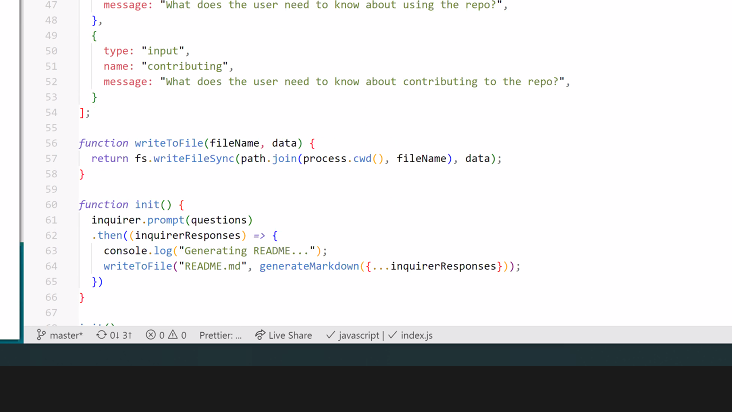 47 message: "What does the user need to know about using the repo?",
48 },
49 {
50 type: "input",
51 name: "contributing",
52 message: "What does the user need to know about contributing to the repo?",
53 }
54 ];
55
56 function writeToFile(fileName, data) {
57 return fs.writeFileSync(path.join(process.cwd(), fileName), data);
58 }
59
60 function init() {
61 inquirer.prompt(questions)
62 .then((inquirerResponses) => {
63 console.log("Generating README...");
64 writeToFile("README.md", generateMarkdown({...inquirerResponses}));
65 })
66 }
67
master* 0↓ 3↑ 0 0 Prettier: ... Live Share ✓ javascript | ✓ index.js